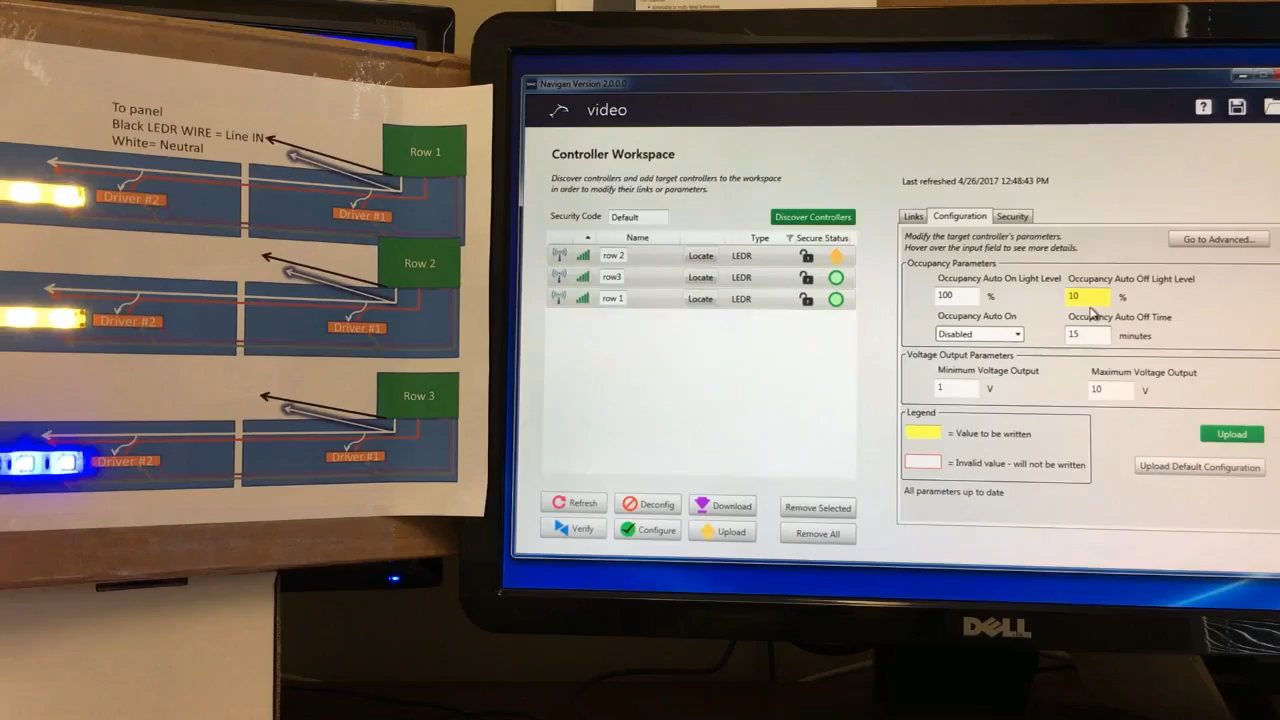 To panel
Black LEDR WIRE = Line IN
White= Neutral
Row 1
Driver #2
Driver #1
Row 2
Driver #2
Driver #1
Row 3
Driver #2
Driver #1
Navigan Version 2.0.0.0
video
?
Controller Workspace
Discover controllers and add target controllers to the workspace
in order to modify their links or parameters.
Security Code Default Discover Controllers
Name Type Secure Status
row 2 Locate LEDR
row3 Locate LEDR
row 1 Locate LEDR
Refresh Deconfig Download Remove Selected
Verify Configure Upload Remove All
Last refreshed 4/26/2017 12:48:43 PM
Links Configuration Security
Modify the target controller's parameters.
Hover over the input field to see more details.
Go to Advanced...
Occupancy Parameters
Occupancy Auto On Light Level Occupancy Auto Off Light Level
100 % 10 %
Occupancy Auto On Occupancy Auto Off Time
Disabled 15 minutes
Voltage Output Parameters
Minimum Voltage Output Maximum Voltage Output
1 V 10 V
Legend
= Value to be written
= Invalid value - will not be written
Upload
Upload Default Configuration
All parameters up to date
DELL